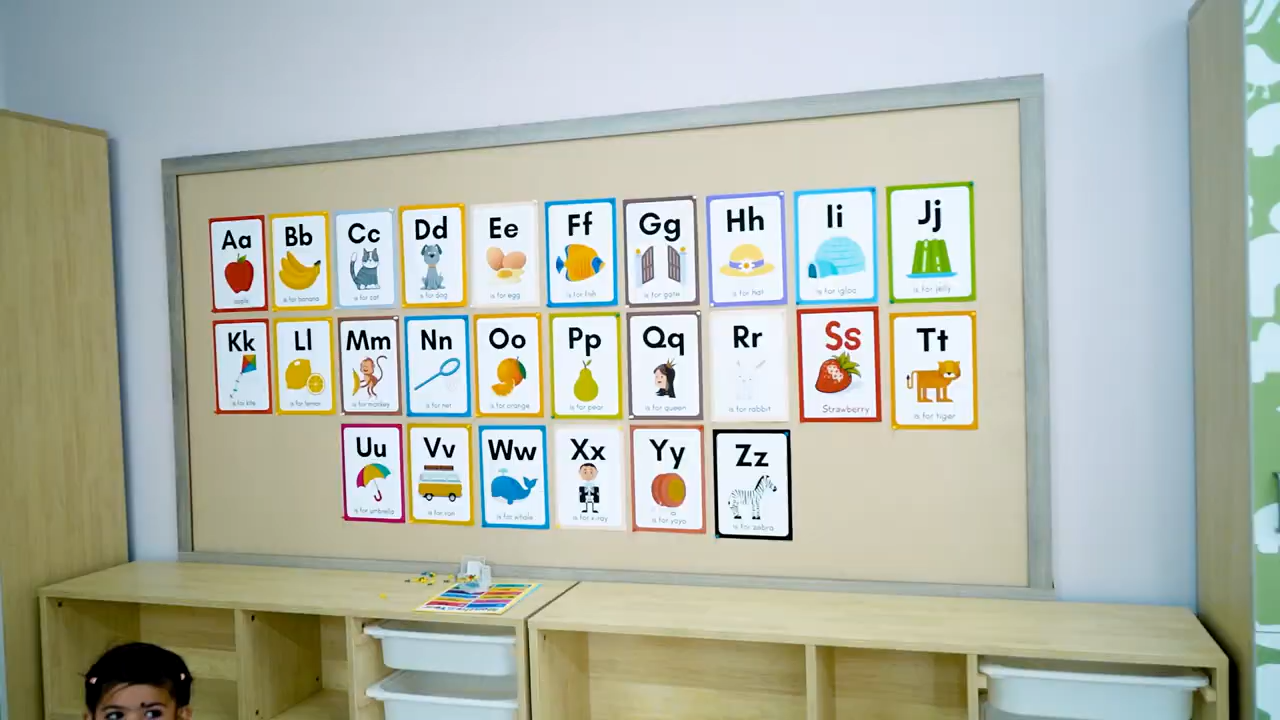 Aa
apple
Bb
is for banana
Cc
is for cat
Dd
is for dog
Ee
is for egg
Ff
is for fish
Gg
is for gate
Hh
is for hat
Ii
is for igloo
Jj
is for jelly
Kk
is for kite
Ll
is for lemon
Mm
is for monkey
Nn
is for net
Oo
is for orange
Pp
is for pear
Qq
is for queen
Rr
is for rabbit
Ss
Strawberry
Tt
is for tiger
Uu
is for umbrella
Vv
is for van
Ww
is for whale
Xx
is for x-ray
Yy
is for yoyo
Zz
is for zebra